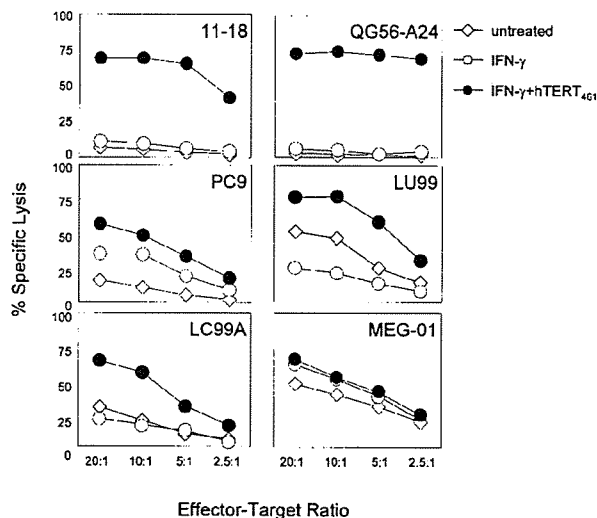 100
75
50
25
0
11-18
QG56-A24
untreated
IFN-γ
IFN-γ+hTERT461
% Specific Lysis
100
75
50
25
0
PC9
LU99
100
75
50
25
0
LC99A
MEG-01
20:1 10:1 5:1 2.5:1
20:1 10:1 5:1 2.5:1
Effector-Target Ratio